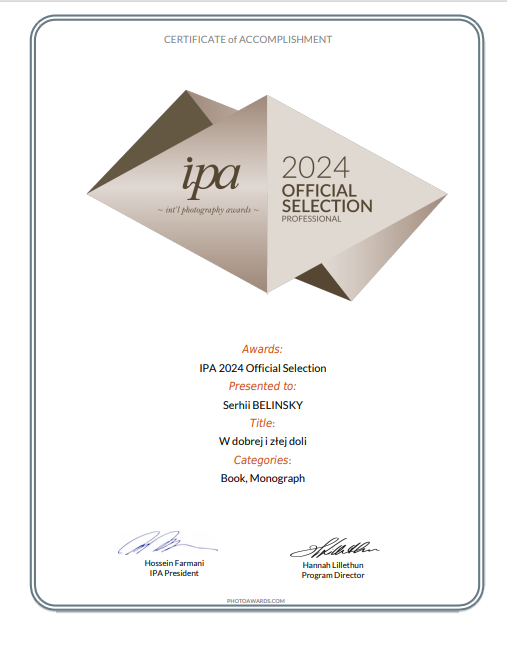 CERTIFICATE of ACCOMPLISHMENT
ipa
~ int'l photography awards ~
2024
OFFICIAL
SELECTION
PROFESSIONAL
Awards:
IPA 2024 Official Selection
Presented to:
Serhii BELINSKY
Title:
W dobrej i złej doli
Categories:
Book, Monograph
Hossein Farmani
IPA President
Hannah Lillethun
Program Director
PHOTOAWARDS.COM